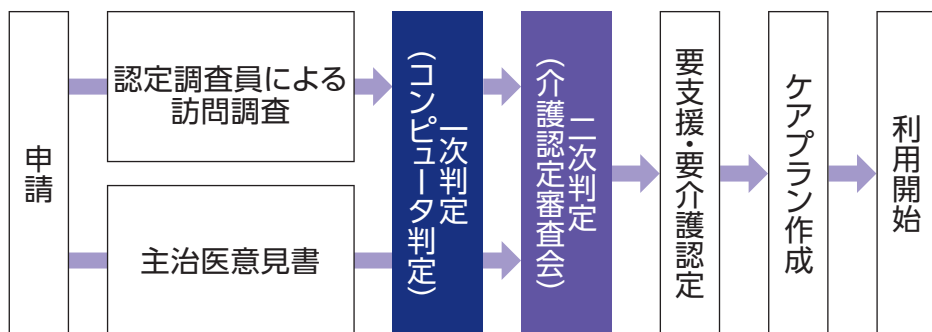 申請
認定調査員による
訪問調査
主治医意見書
一次判定
（コンピュータ判定）
二次判定
（介護認定審査会）
要支援・要介護認定
ケアプラン作成
利用開始